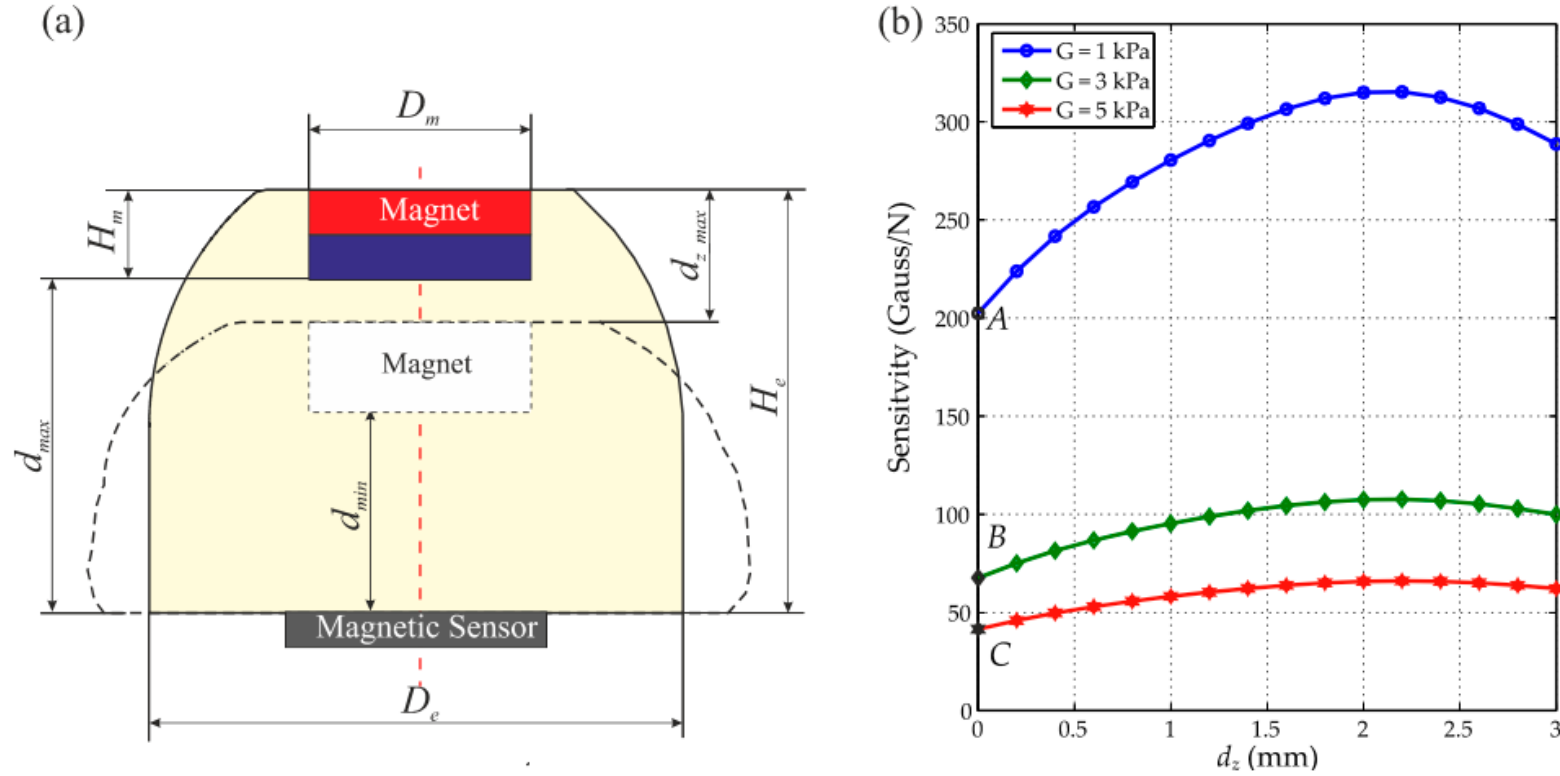 (a)
D_m
Magnet
H_m
d_z max
Magnet
H_e
d_max
d_min
Magnetic Sensor
D_e
(b)
350
300
250
200
150
100
50
0
Sensitvity (Gauss/N)
G = 1 kPa
G = 3 kPa
G = 5 kPa
A
B
C
0
0.5
1
1.5
2
2.5
3
d_z (mm)